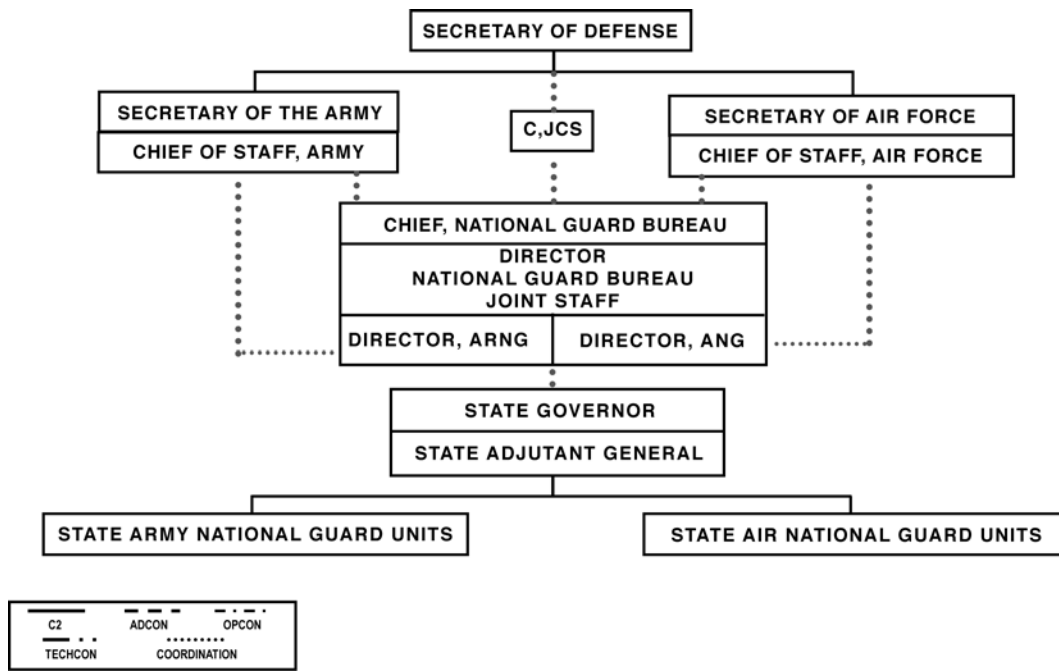 SECRETARY OF DEFENSE
SECRETARY OF THE ARMY
CHIEF OF STAFF, ARMY
C,JCS
SECRETARY OF AIR FORCE
CHIEF OF STAFF, AIR FORCE
CHIEF, NATIONAL GUARD BUREAU
DIRECTOR
NATIONAL GUARD BUREAU
JOINT STAFF
DIRECTOR, ARNG
DIRECTOR, ANG
STATE GOVERNOR
STATE ADJUTANT GENERAL
STATE ARMY NATIONAL GUARD UNITS
STATE AIR NATIONAL GUARD UNITS
C2
ADCON
OPCON
TECHCON
COORDINATION